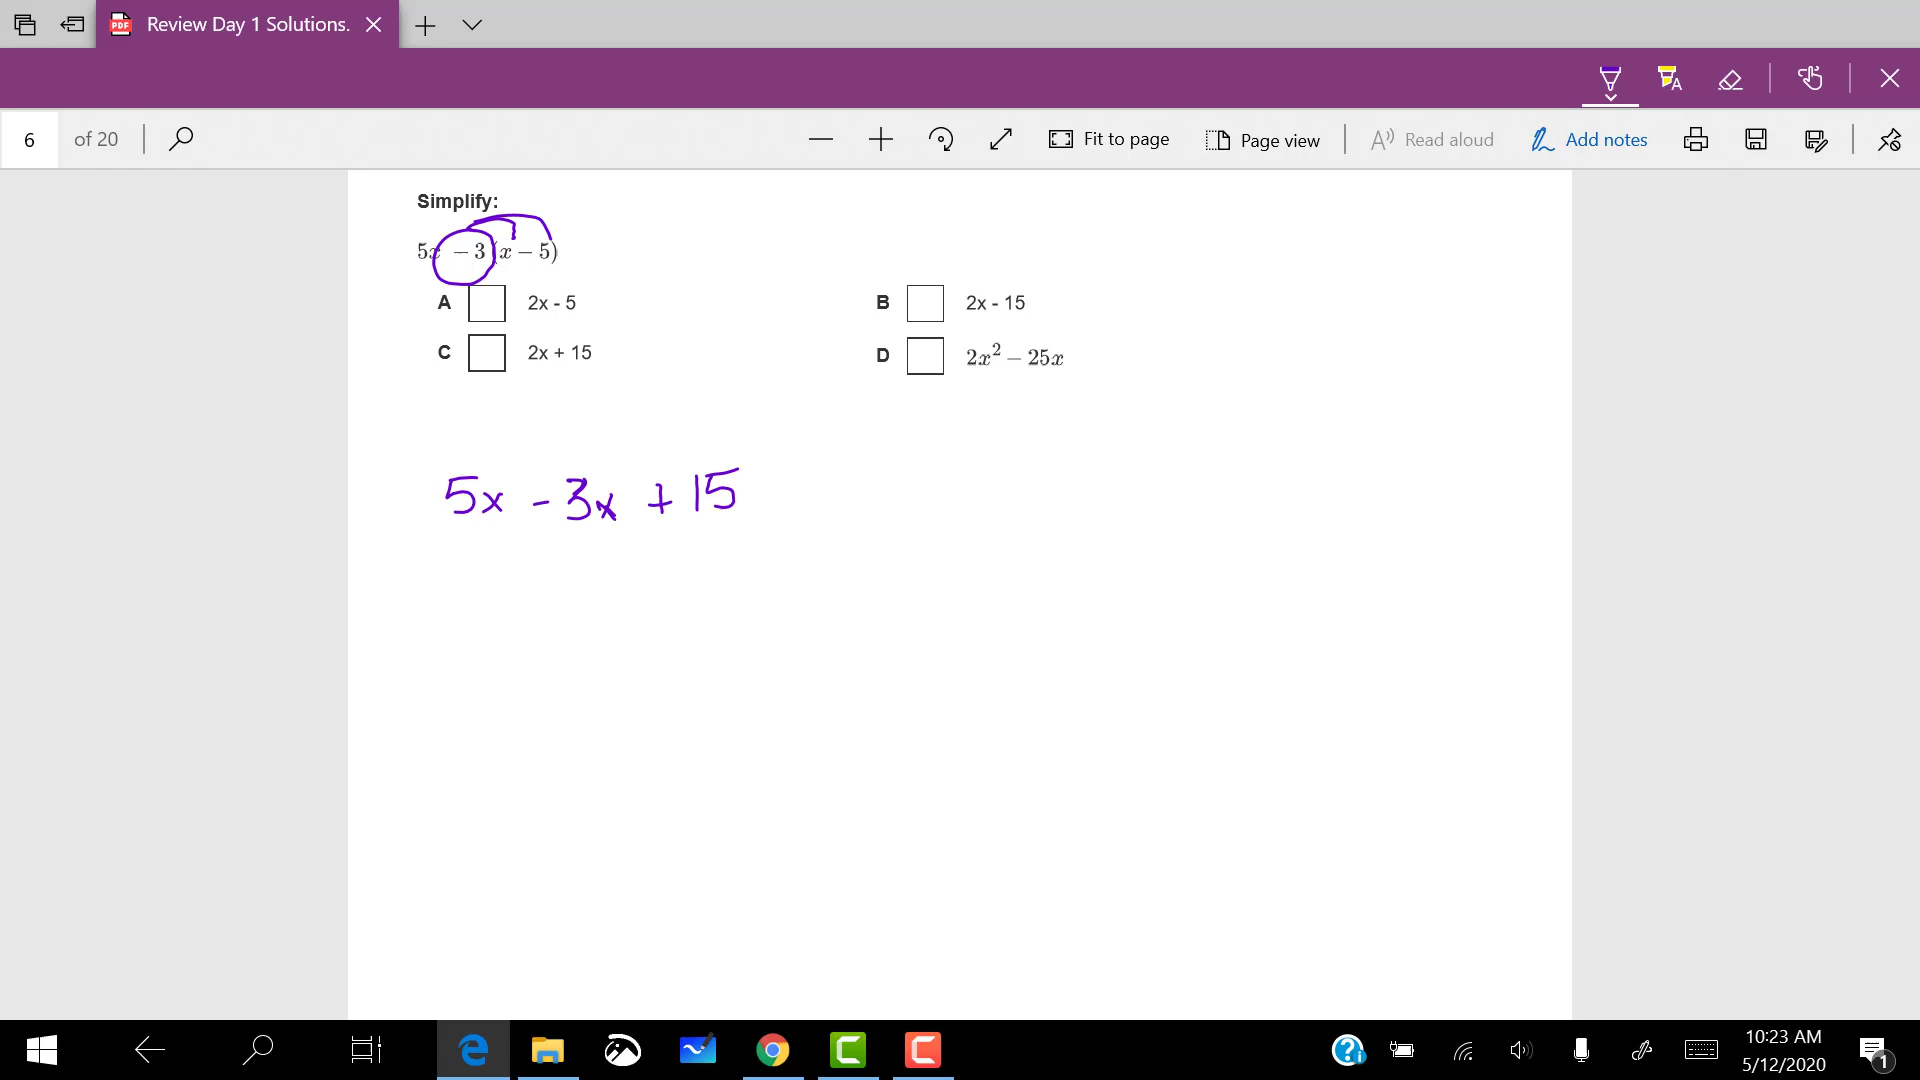 Review Day 1 Solutions.
6 of 20 Fit to page Page view Read aloud Add notes
Simplify:
5x − 3(x − 5)
A 2x - 5 B 2x - 15
C 2x + 15 D 2x² − 25x
5x - 3x + 15
10:23 AM
5/12/2020
1